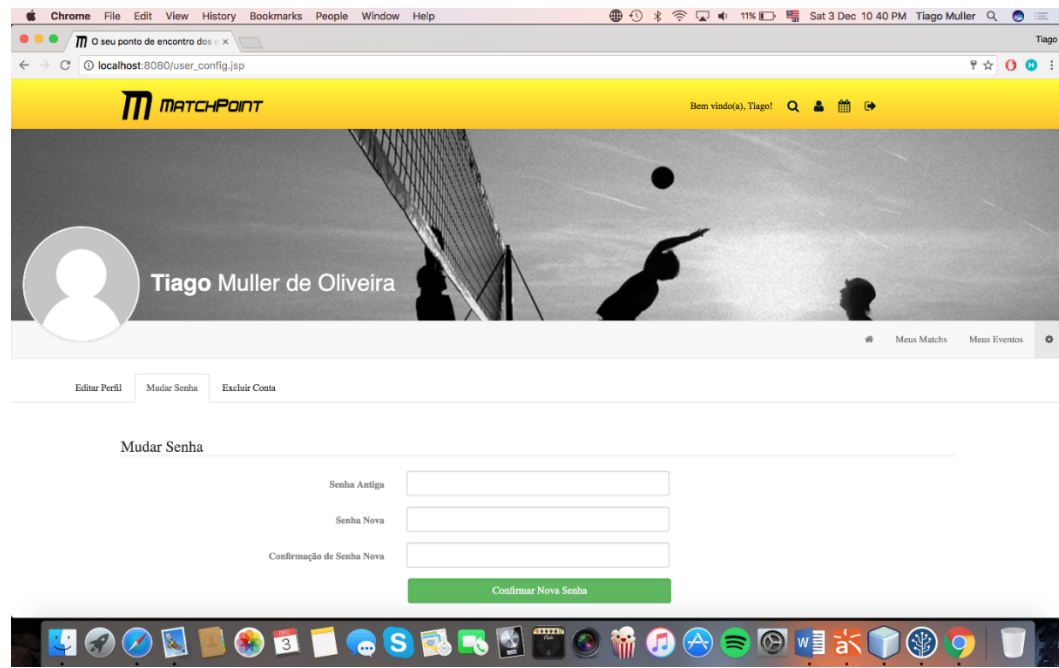 Chrome File Edit View History Bookmarks People Window Help 11% Sat 3 Dec 10 40 PM Tiago Muller
O seu ponto de encontro dos Tiago
localhost:8080/user_config.jsp
MATCHPOINT Bem vindo(a), Tiago!
Tiago Muller de Oliveira
Meus Matchs Meus Eventos
Editar Perfil Mudar Senha Excluir Conta
Mudar Senha
Senha Antiga
Senha Nova
Confirmação de Senha Nova
Confirmar Nova Senha
DEC
3